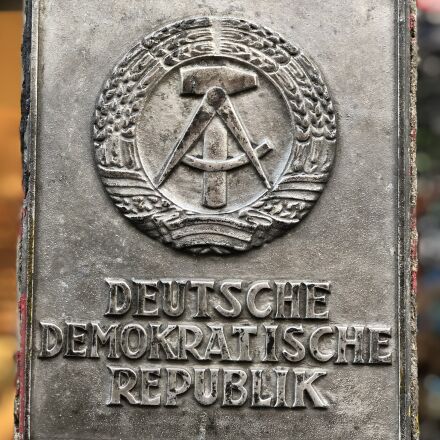 DEUTSCHE
DEMOKRATISCHE
REPUBLIK